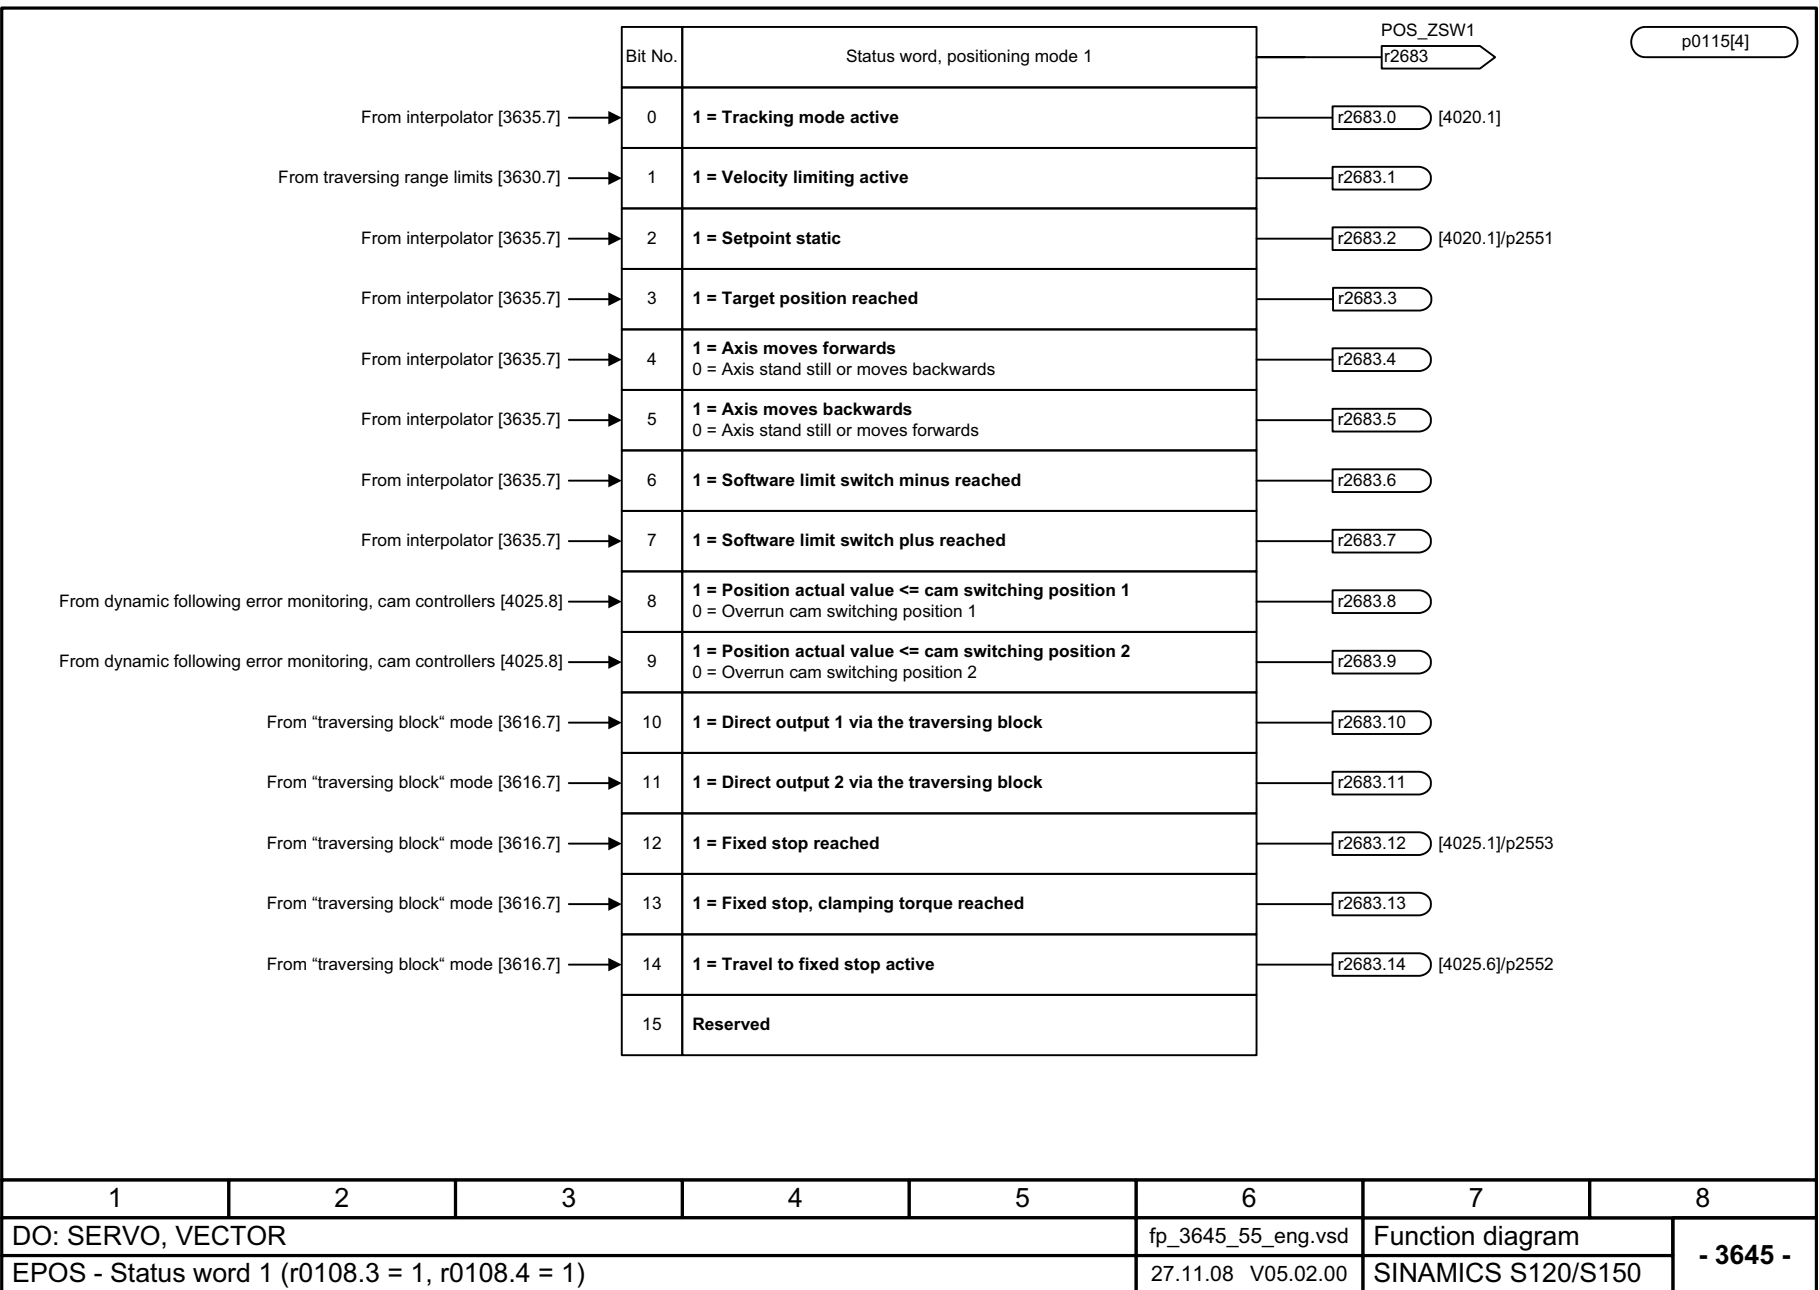 POS_ZSW1
Bit No. Status word, positioning mode 1 r2683 p0115[4]
From interpolator [3635.7] 0 1 = Tracking mode active r2683.0 [4020.1]
From traversing range limits [3630.7] 1 1 = Velocity limiting active r2683.1
From interpolator [3635.7] 2 1 = Setpoint static r2683.2 [4020.1]/p2551
From interpolator [3635.7] 3 1 = Target position reached r2683.3
From interpolator [3635.7] 4 1 = Axis moves forwards r2683.4
0 = Axis stand still or moves backwards
From interpolator [3635.7] 5 1 = Axis moves backwards r2683.5
0 = Axis stand still or moves forwards
From interpolator [3635.7] 6 1 = Software limit switch minus reached r2683.6
From interpolator [3635.7] 7 1 = Software limit switch plus reached r2683.7
From dynamic following error monitoring, cam controllers [4025.8] 8 1 = Position actual value <= cam switching position 1 r2683.8
0 = Overrun cam switching position 1
From dynamic following error monitoring, cam controllers [4025.8] 9 1 = Position actual value <= cam switching position 2 r2683.9
0 = Overrun cam switching position 2
From “traversing block“ mode [3616.7] 10 1 = Direct output 1 via the traversing block r2683.10
From “traversing block“ mode [3616.7] 11 1 = Direct output 2 via the traversing block r2683.11
From “traversing block“ mode [3616.7] 12 1 = Fixed stop reached r2683.12 [4025.1]/p2553
From “traversing block“ mode [3616.7] 13 1 = Fixed stop, clamping torque reached r2683.13
From “traversing block“ mode [3616.7] 14 1 = Travel to fixed stop active r2683.14 [4025.6]/p2552
15 Reserved
1 2 3 4 5 6 7 8
DO: SERVO, VECTOR fp_3645_55_eng.vsd Function diagram
- 3645 -
EPOS - Status word 1 (r0108.3 = 1, r0108.4 = 1) 27.11.08 V05.02.00 SINAMICS S120/S150